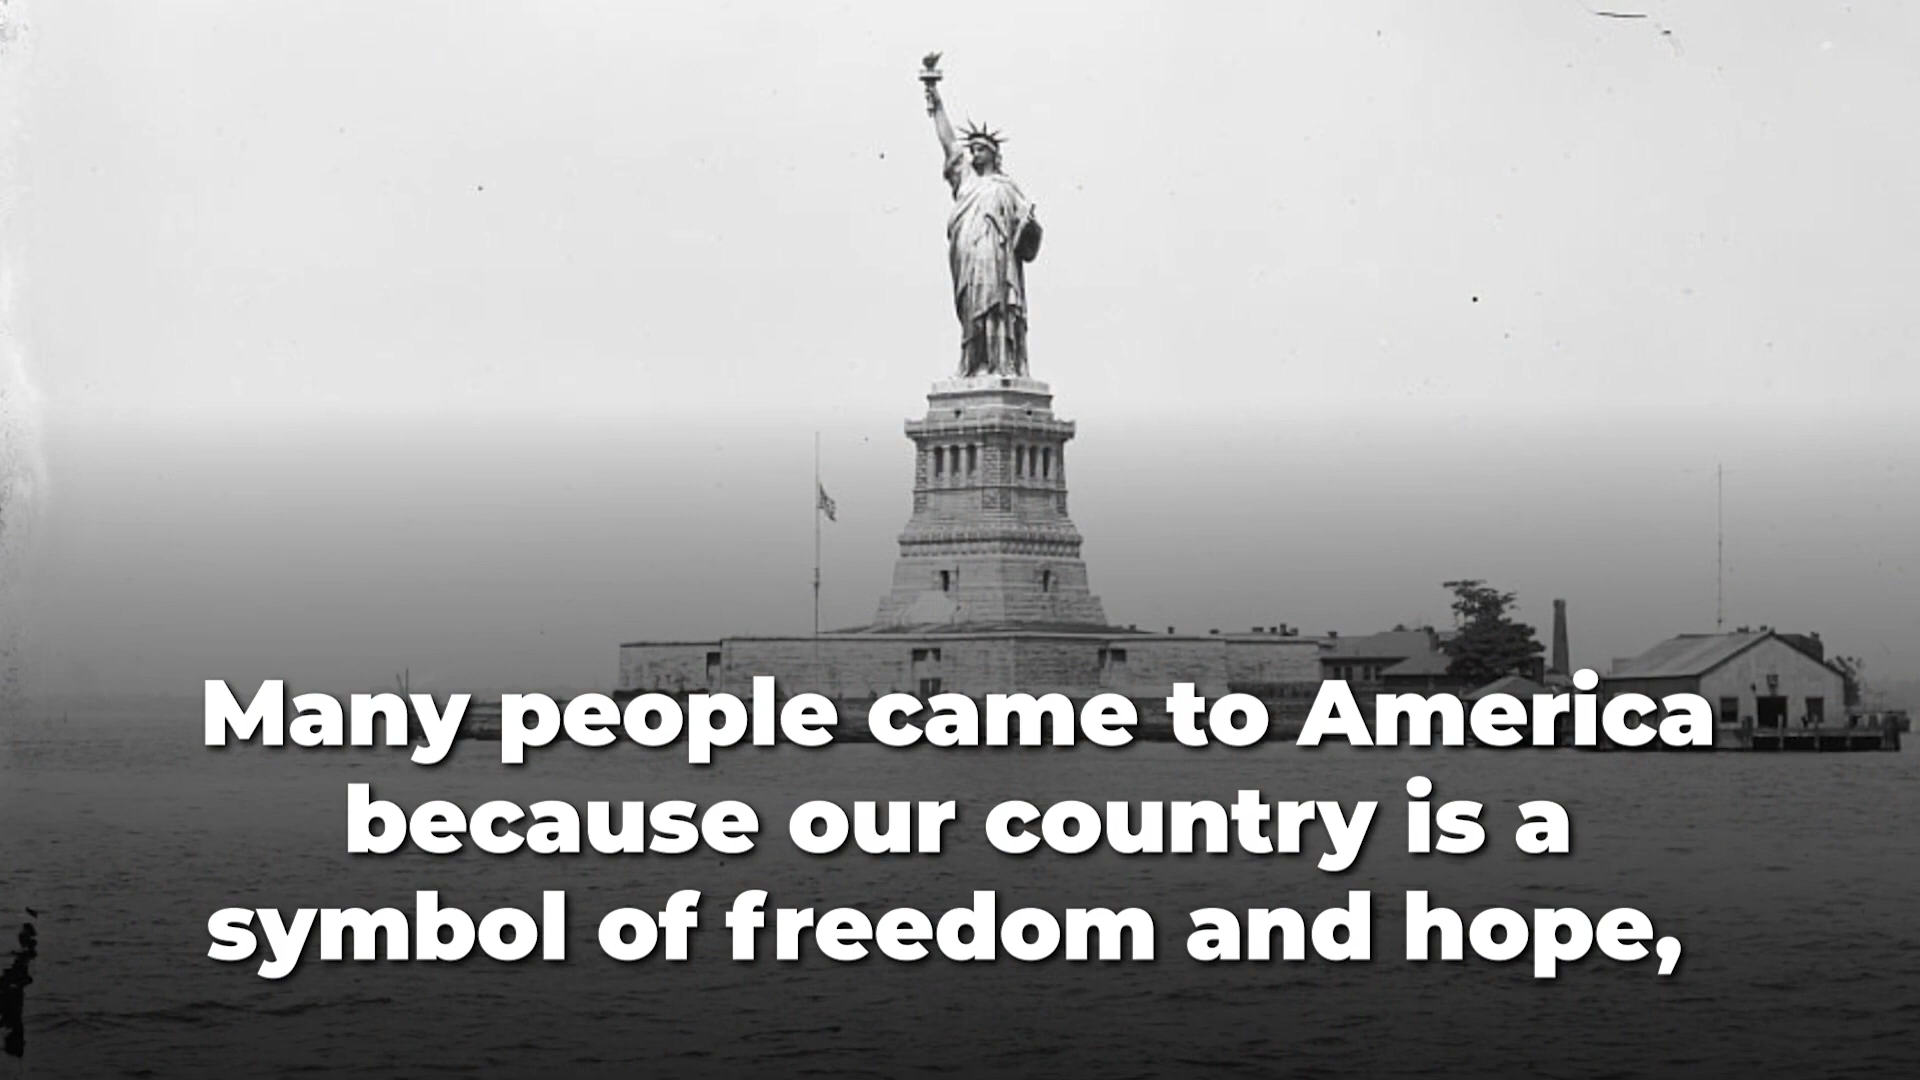 Many people came to America
because our country is a
symbol of freedom and hope,